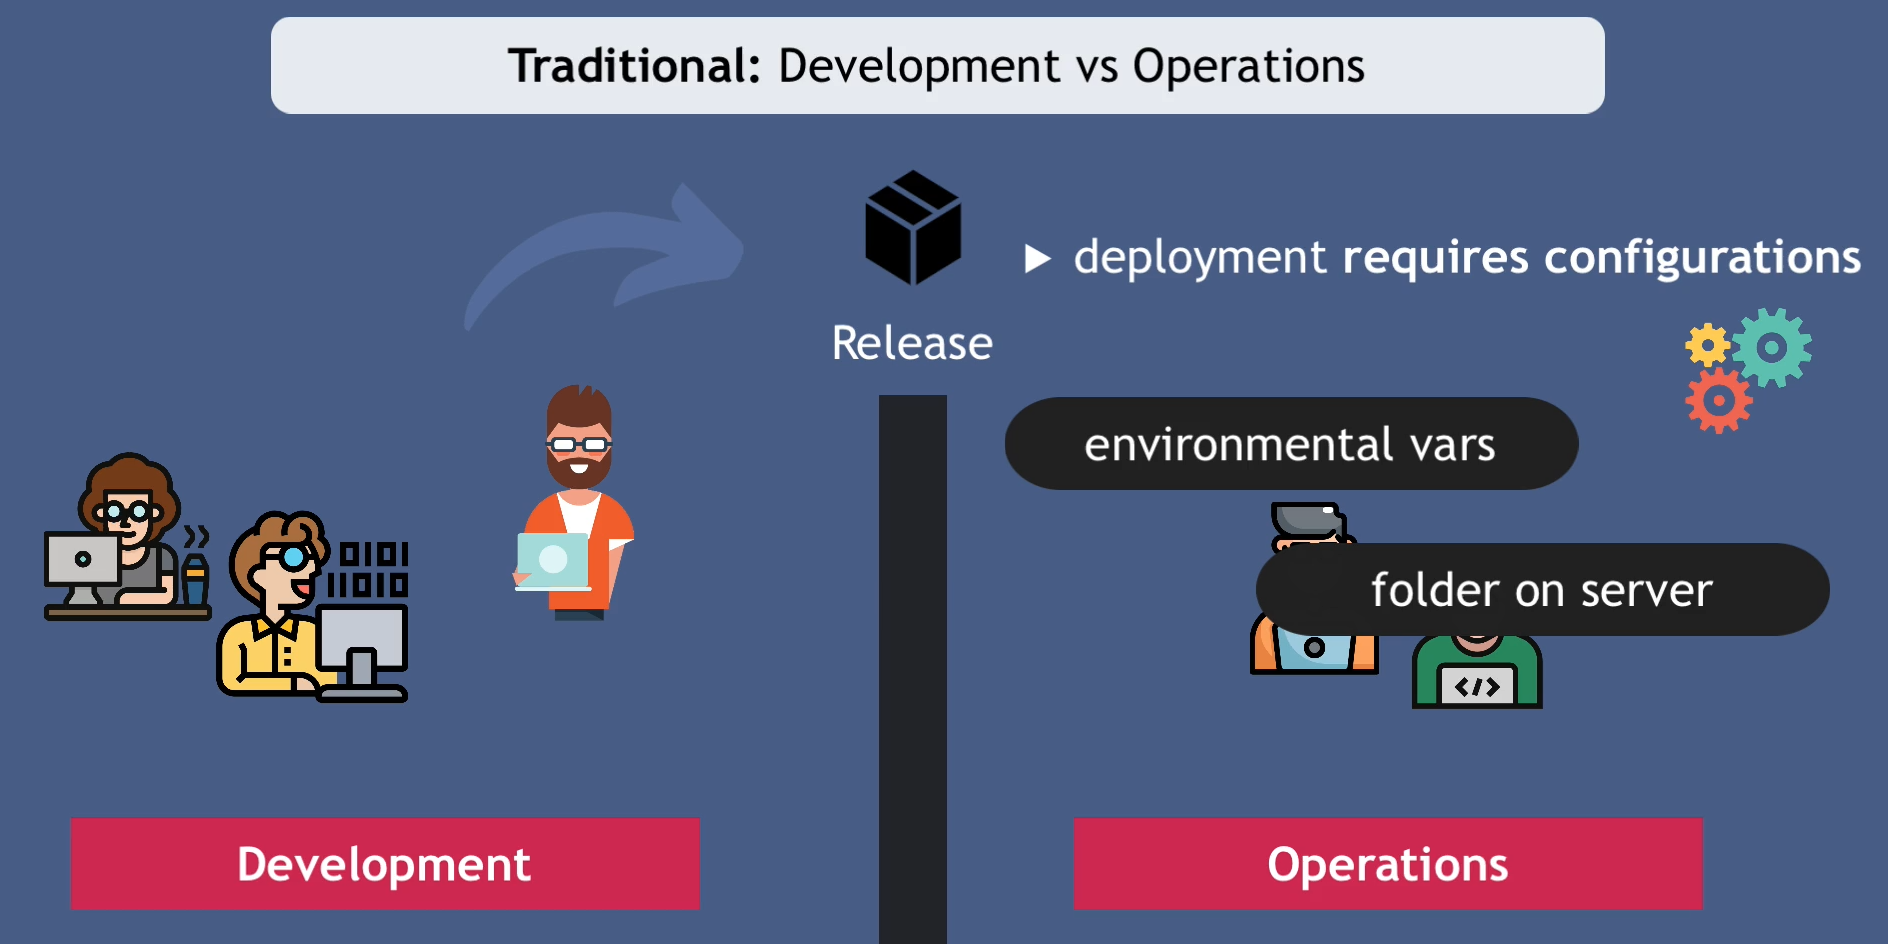 Traditional: Development vs Operations
▶ deployment requires configurations
Release
environmental vars
0101
11010
folder on server
</>
Development
Operations